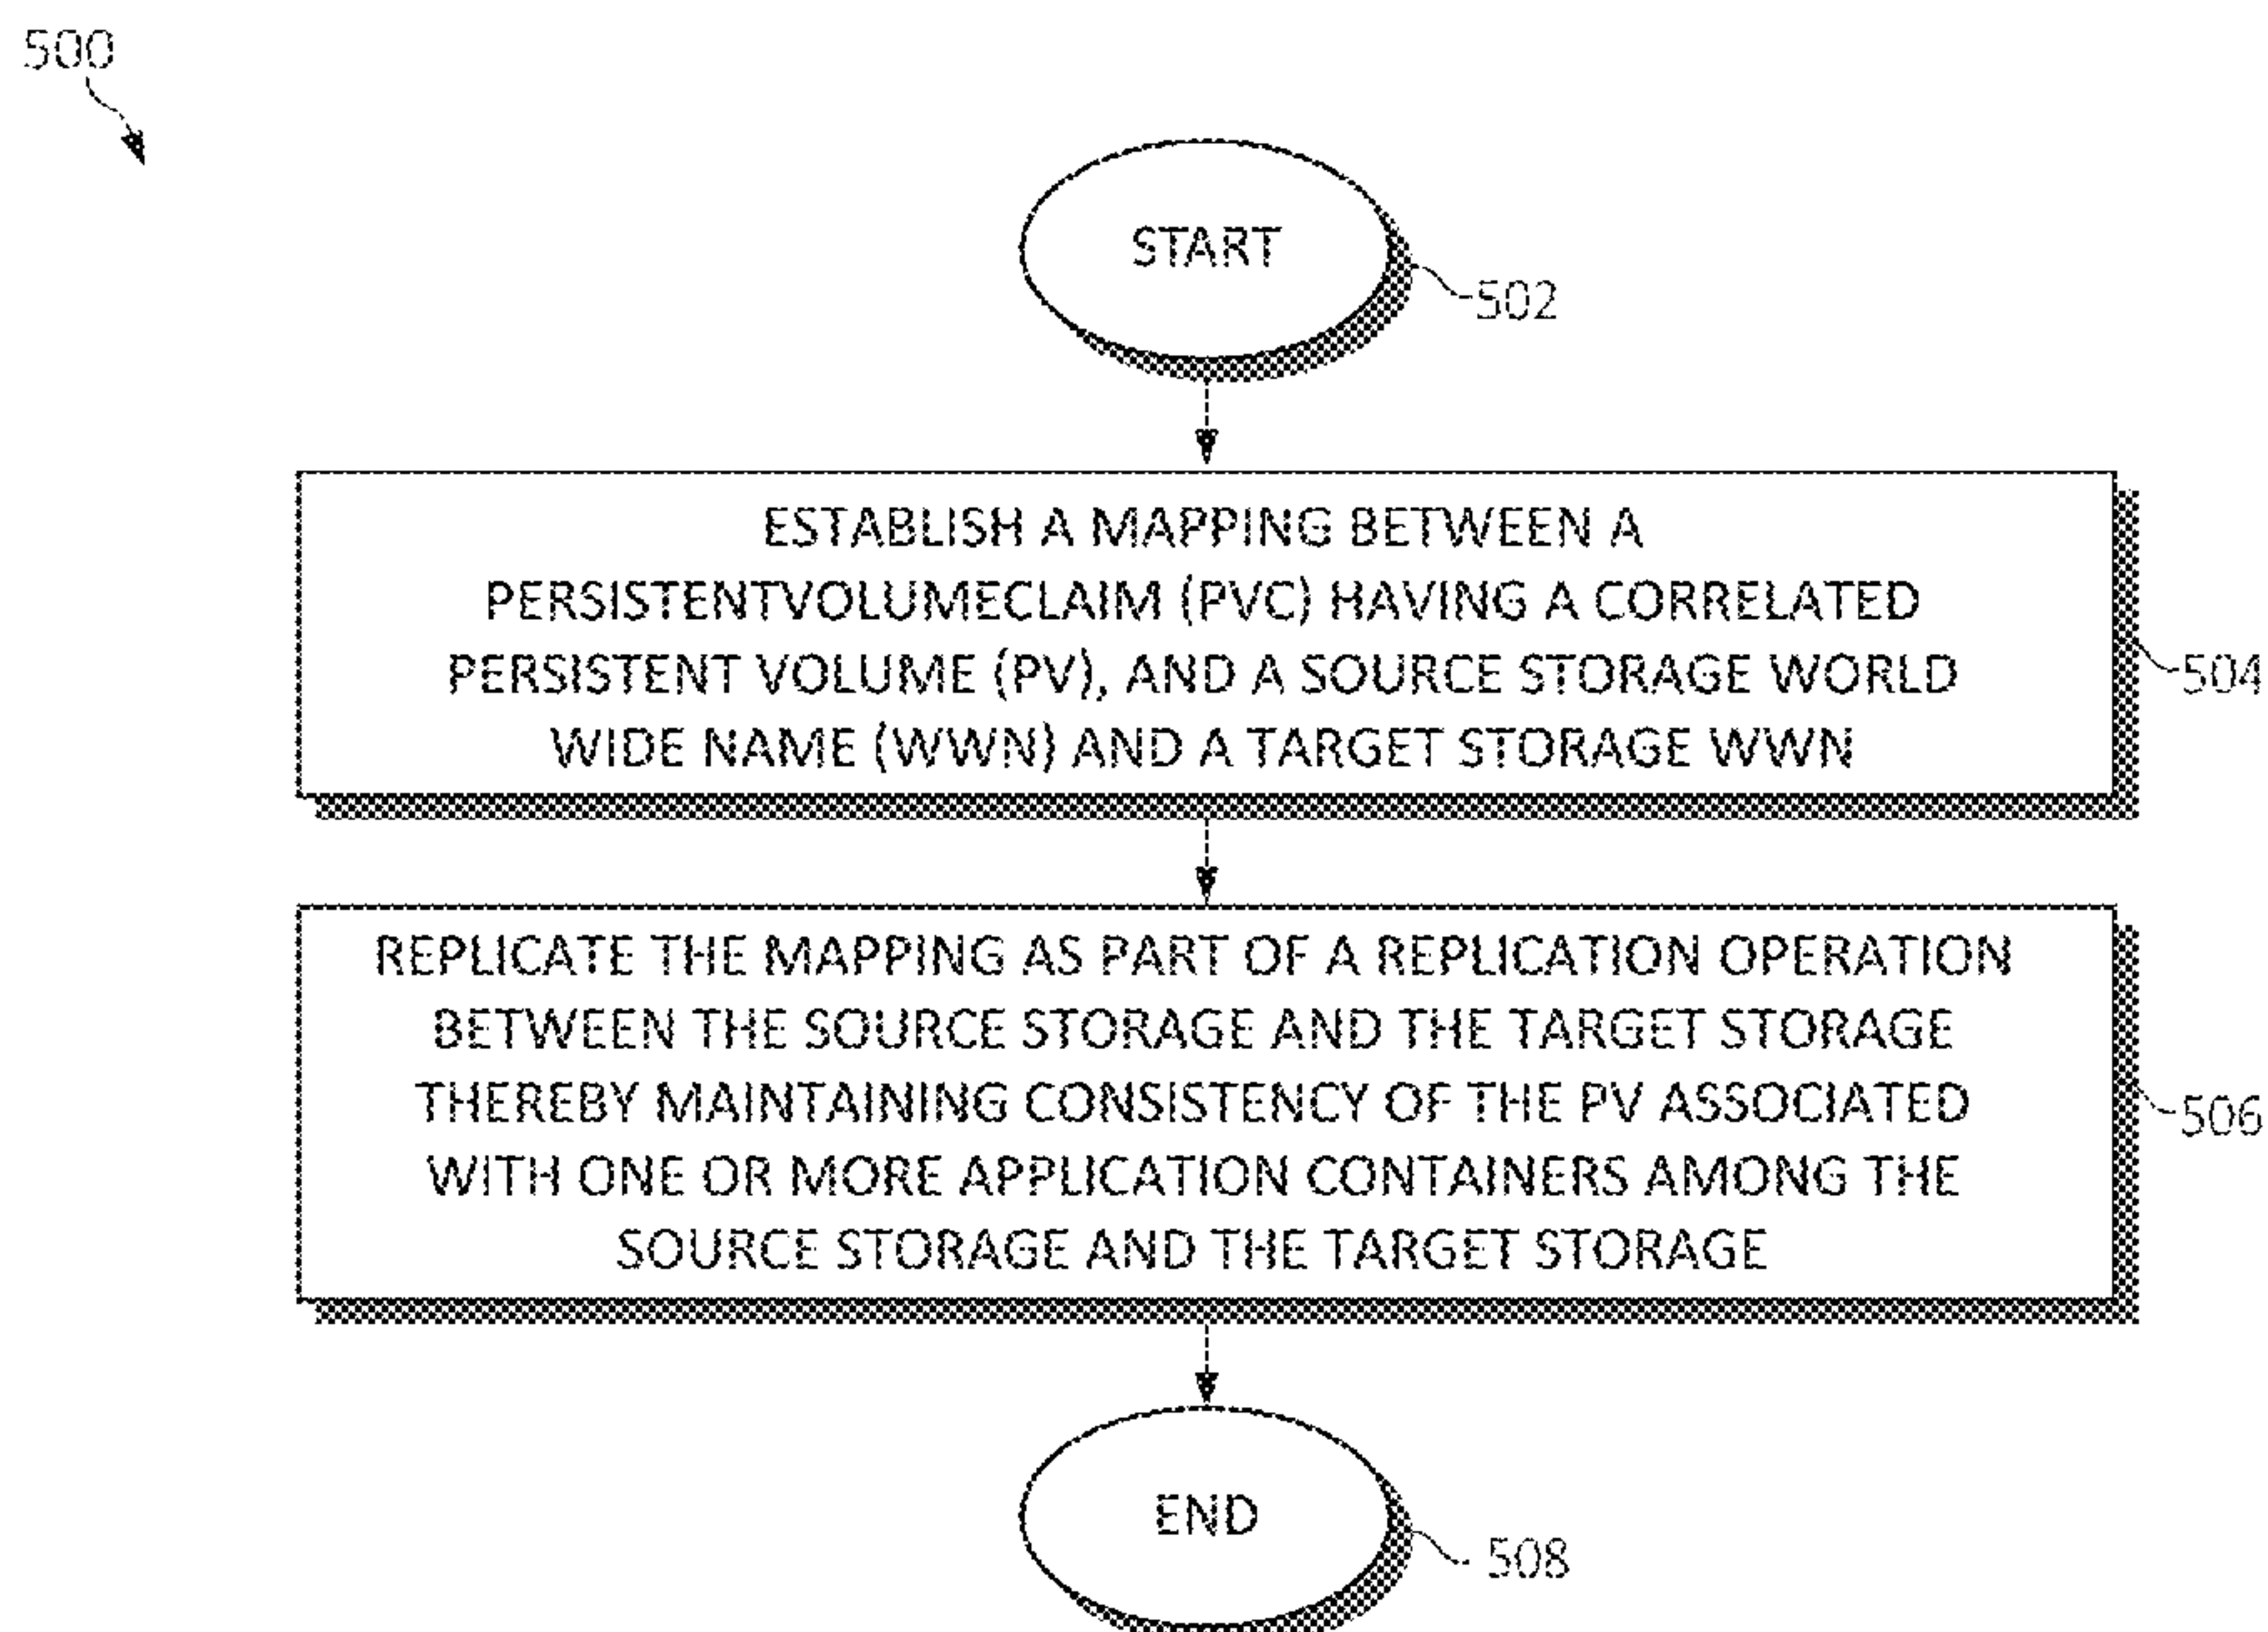 500
START
502
ESTABLISH A MAPPING BETWEEN A
PERSISTENTVOLUMECLAIM (PVC) HAVING A CORRELATED
PERSISTENT VOLUME (PV), AND A SOURCE STORAGE WORLD
WIDE NAME (WWN) AND A TARGET STORAGE WWN
504
REPLICATE THE MAPPING AS PART OF A REPLICATION OPERATION
BETWEEN THE SOURCE STORAGE AND THE TARGET STORAGE
THEREBY MAINTAINING CONSISTENCY OF THE PV ASSOCIATED
WITH ONE OR MORE APPLICATION CONTAINERS AMONG THE
SOURCE STORAGE AND THE TARGET STORAGE
506
END
508